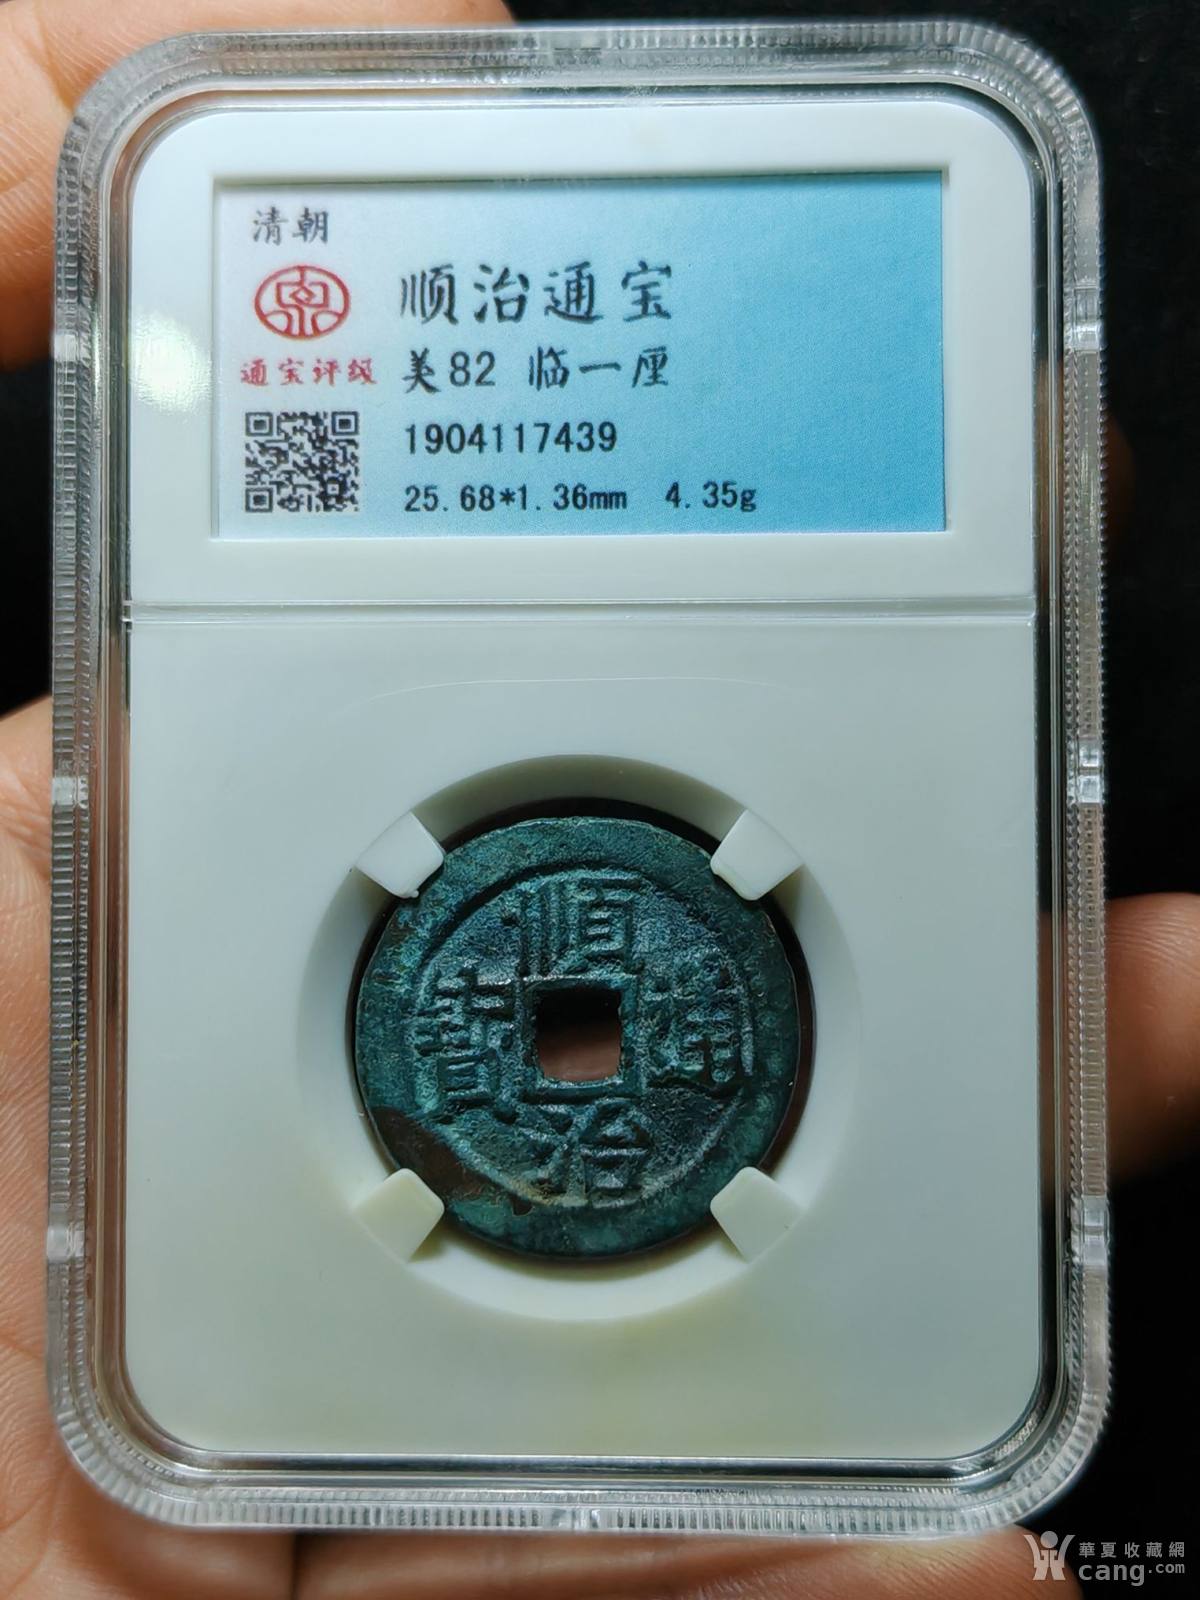 清朝
顺治通宝
通宝评级
美82 临一厘
1904117439
25.68*1.36mm 4.35g
順
寶 通
治
華夏收藏網
cang.com